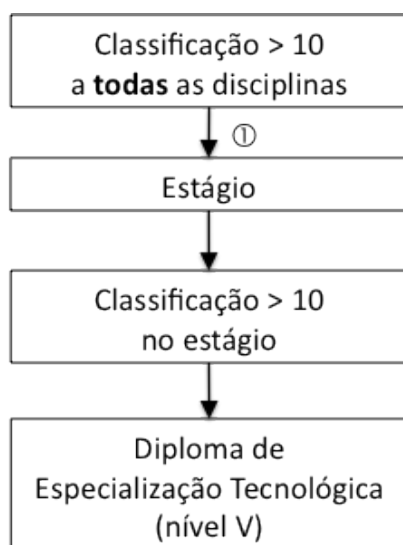 Classificação > 10
a todas as disciplinas
①
Estágio
Classificação > 10
no estágio
Diploma de
Especialização Tecnológica
(nível V)